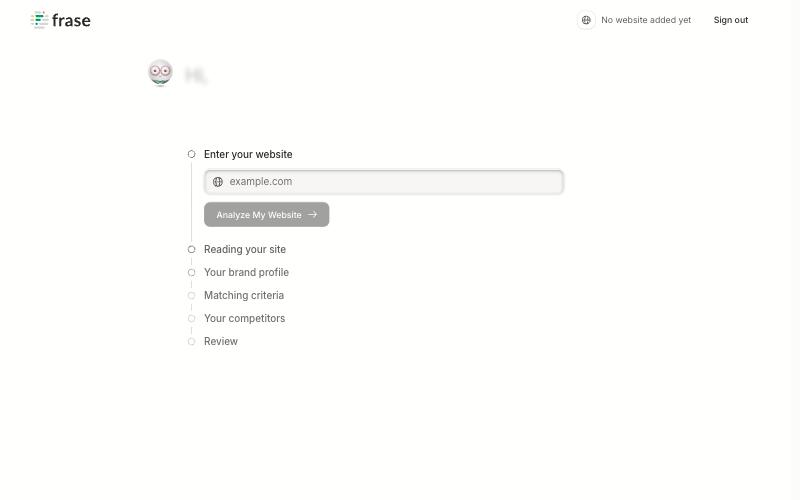 frase
No website added yet
Sign out
Hi,
Enter your website
example.com
Analyze My Website →
Reading your site
Your brand profile
Matching criteria
Your competitors
Review